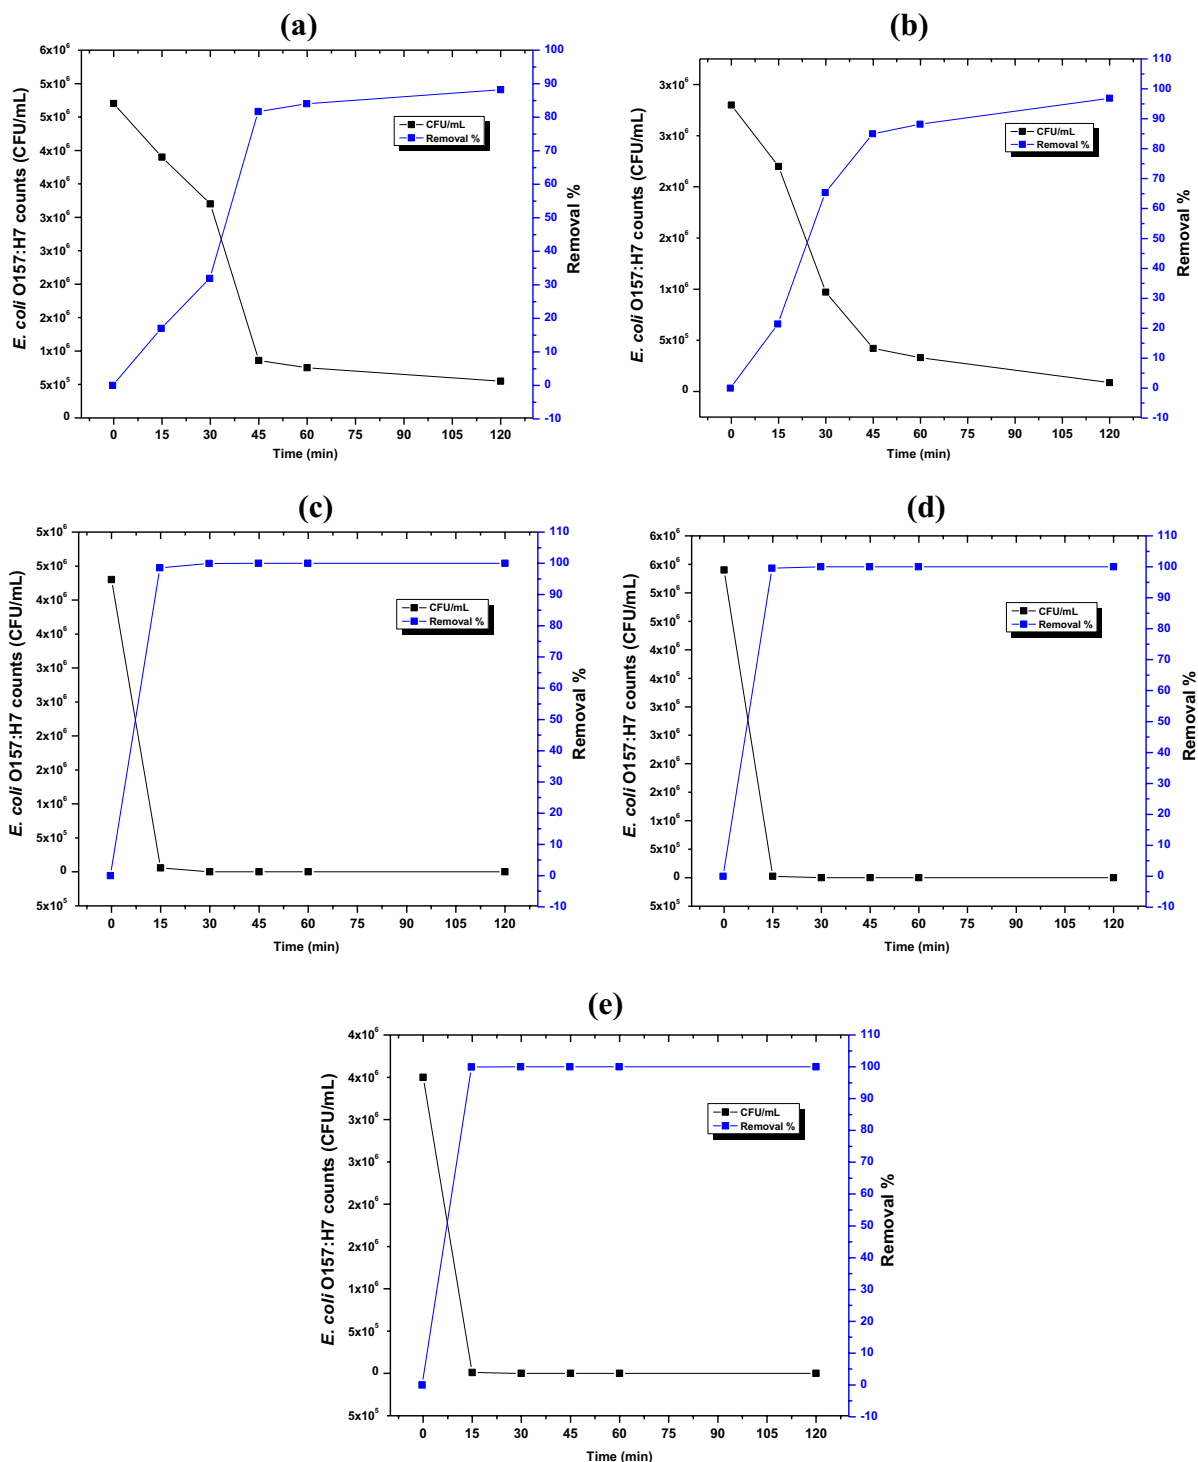 (a)
6x10⁶
5x10⁶
5x10⁶
4x10⁶
4x10⁶
3x10⁶
3x10⁶
2x10⁶
2x10⁶
1x10⁶
5x10⁵
0
E. coli O157:H7 counts (CFU/mL)
0 15 30 45 60 75 90 105 120
Time (min)
CFU/mL
Removal %
100
90
80
70
60
50
40
30
20
10
0
-10
Removal %
(b)
3x10⁶
3x10⁶
2x10⁶
2x10⁶
1x10⁶
5x10⁵
0
E. coli O157:H7 counts (CFU/mL)
0 15 30 45 60 75 90 105 120
Time (min)
CFU/mL
Removal %
110
100
90
80
70
60
50
40
30
20
10
0
-10
Removal %
(c)
5x10⁶
5x10⁶
4x10⁶
4x10⁶
3x10⁶
3x10⁶
2x10⁶
2x10⁶
1x10⁶
5x10⁵
0
5x10⁵
E. coli O157:H7 counts (CFU/mL)
0 15 30 45 60 75 90 105 120
Time (min)
CFU/mL
Removal %
110
100
90
80
70
60
50
40
30
20
10
0
-10
Removal %
(d)
6x10⁶
6x10⁶
5x10⁶
5x10⁶
4x10⁶
4x10⁶
3x10⁶
3x10⁶
2x10⁶
2x10⁶
1x10⁶
5x10⁵
0
5x10⁵
E. coli O157:H7 counts (CFU/mL)
0 15 30 45 60 75 90 105 120
Time (min)
CFU/mL
Removal %
110
100
90
80
70
60
50
40
30
20
10
0
-10
Removal %
(e)
4x10⁶
4x10⁶
3x10⁶
3x10⁶
2x10⁶
2x10⁶
1x10⁶
5x10⁵
0
5x10⁵
E. coli O157:H7 counts (CFU/mL)
0 15 30 45 60 75 90 105 120
Time (min)
CFU/mL
Removal %
110
100
90
80
70
60
50
40
30
20
10
0
-10
Removal %